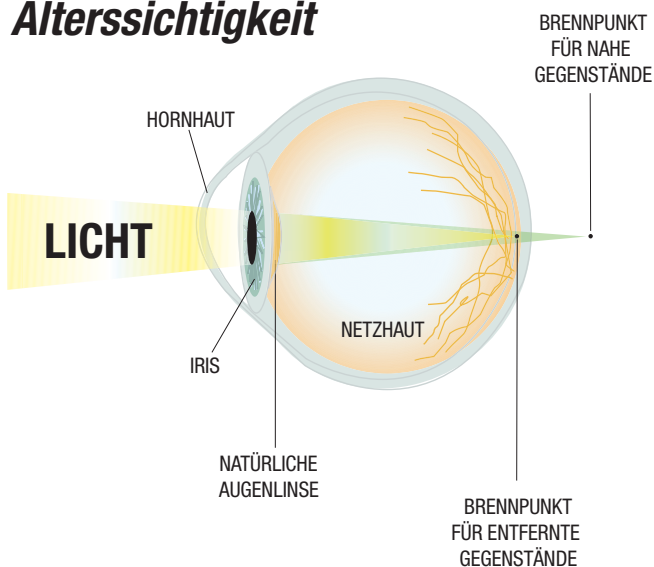 Alterssichtigkeit
BRENNPUNKT
FÜR NAHE
GEGENSTÄNDE
HORNHAUT
LICHT
NETZHAUT
IRIS
NATÜRLICHE
AUGENLINSE
BRENNPUNKT
FÜR ENTFERNTE
GEGENSTÄNDE